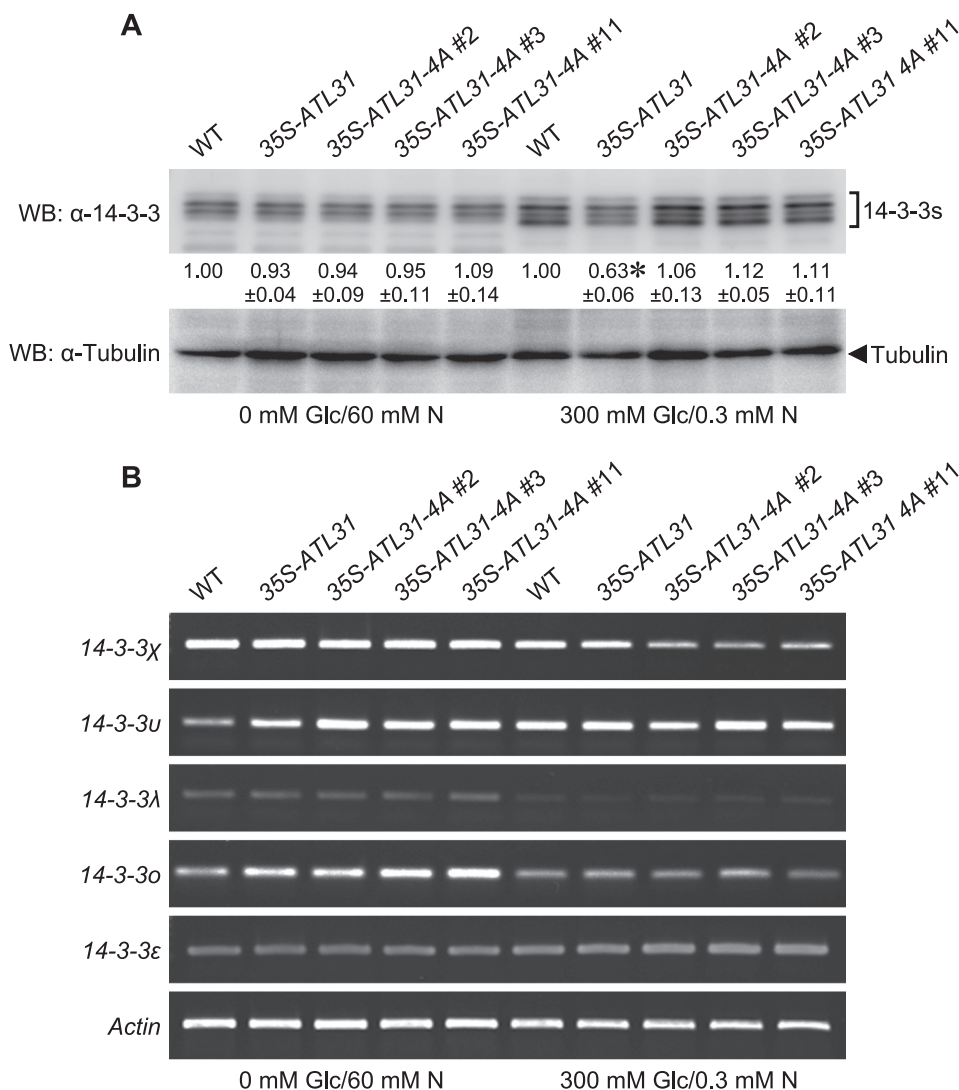 A
WT 35S-ATL31 35S-ATL31-4A #2 35S-ATL31-4A #3 35S-ATL31-4A #11 WT 35S-ATL31 35S-ATL31-4A #2 35S-ATL31-4A #3 35S-ATL31 4A #11
WB: α-14-3-3 14-3-3s
1.00 0.93 0.94 0.95 1.09 1.00 0.63* 1.06 1.12 1.11
±0.04 ±0.09 ±0.11 ±0.14 ±0.06 ±0.13 ±0.05 ±0.11
WB: α-Tubulin Tubulin
0 mM Glc/60 mM N 300 mM Glc/0.3 mM N
B
WT 35S-ATL31 35S-ATL31-4A #2 35S-ATL31-4A #3 35S-ATL31-4A #11 WT 35S-ATL31 35S-ATL31-4A #2 35S-ATL31-4A #3 35S-ATL31 4A #11
14-3-3χ
14-3-3υ
14-3-3λ
14-3-3ο
14-3-3ε
Actin
0 mM Glc/60 mM N 300 mM Glc/0.3 mM N